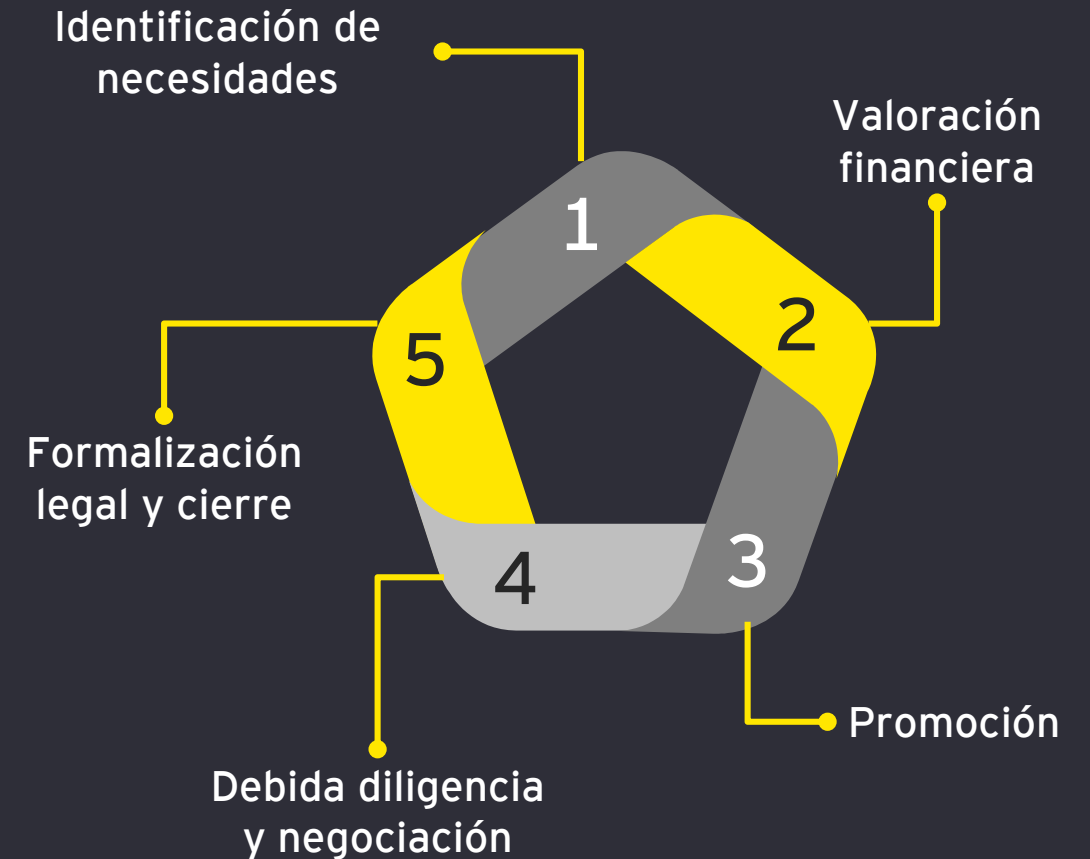 Identificación de
necesidades
Valoración
financiera
1
2
5
Formalización
legal y cierre
3
4
Promoción
Debida diligencia
y negociación